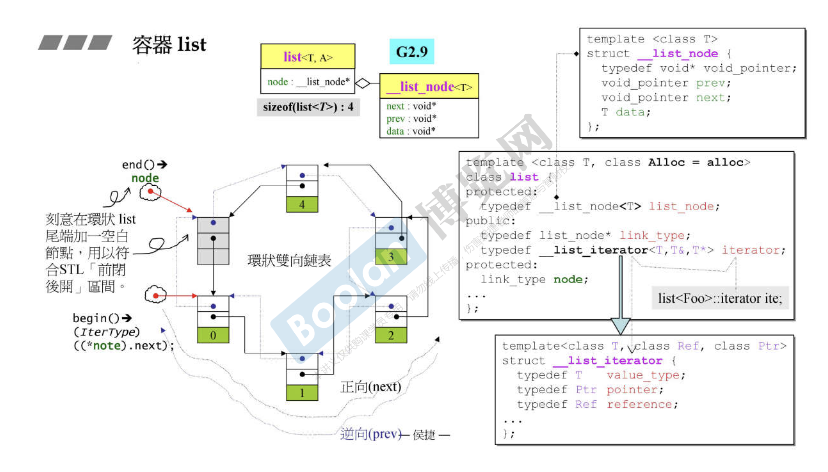 容器 list
list<T, A>
node : __list_node*
sizeof(list<T>) : 4
G2.9
__list_node<T>
next : void*
prev : void*
data : void*
template <class T>
struct __list_node {
typedef void* void_pointer;
void_pointer prev;
void_pointer next;
T data;
};
end()➔
node
刻意在環狀 list
尾端加一空白
節點，用以符
合STL「前閉
後開」區間。
begin()➔
(IterType)
((*note).next);
環狀雙向鏈表
4
3
0
2
1
正向(next)
逆向(prev)
— 侯捷 —
template <class T, class Alloc = alloc>
class list {
protected:
typedef __list_node<T> list_node;
public:
typedef list_node* link_type;
typedef __list_iterator<T,T&,T*> iterator;
protected:
link_type node;
...
};
list<Foo>::iterator ite;
template<class T, class Ref, class Ptr>
struct __list_iterator {
typedef T value_type;
typedef Ptr pointer;
typedef Ref reference;
...
};
Boolan 博览网